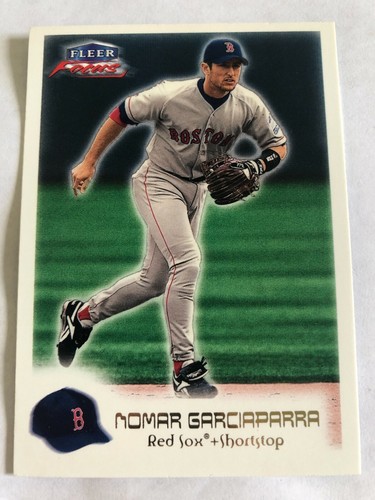 FLEER
Focus
B
BOSTON
B
NOMAR GARCIAPARRA
Red Sox®+Shortstop